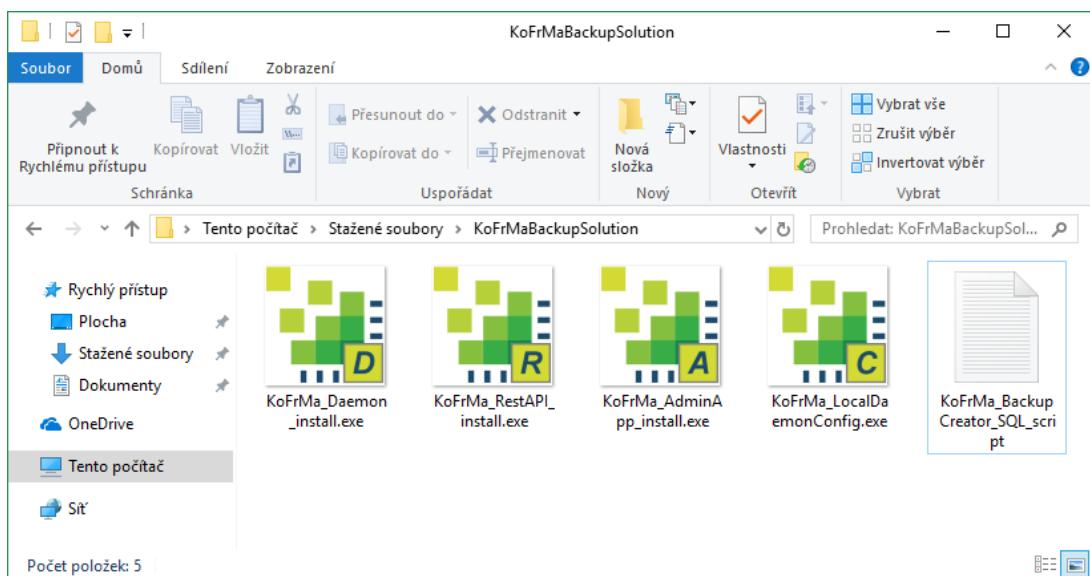 KoFrMaBackupSolution
Soubor Domů Sdílení Zobrazení
Připnout k
Rychlému přístupu
Kopírovat
Vložit
Schránka
Přesunout do
Kopírovat do
Odstranit
Přejmenovat
Uspořádat
Nová
složka
Nový
Vlastnosti
Otevřít
Vybrat vše
Zrušit výběr
Invertovat výběr
Vybrat
Tento počítač > Stažené soubory > KoFrMaBackupSolution
Prohledat: KoFrMaBackupSol...
Rychlý přístup
Plocha
Stažené soubory
Dokumenty
OneDrive
Tento počítač
Síť
D
KoFrMa_Daemon
_install.exe
R
KoFrMa_RestAPI_
install.exe
A
KoFrMa_AdminA
pp_install.exe
C
KoFrMa_LocalDa
emonConfig.exe
KoFrMa_Backup
Creator_SQL_scri
pt
Počet položek: 5